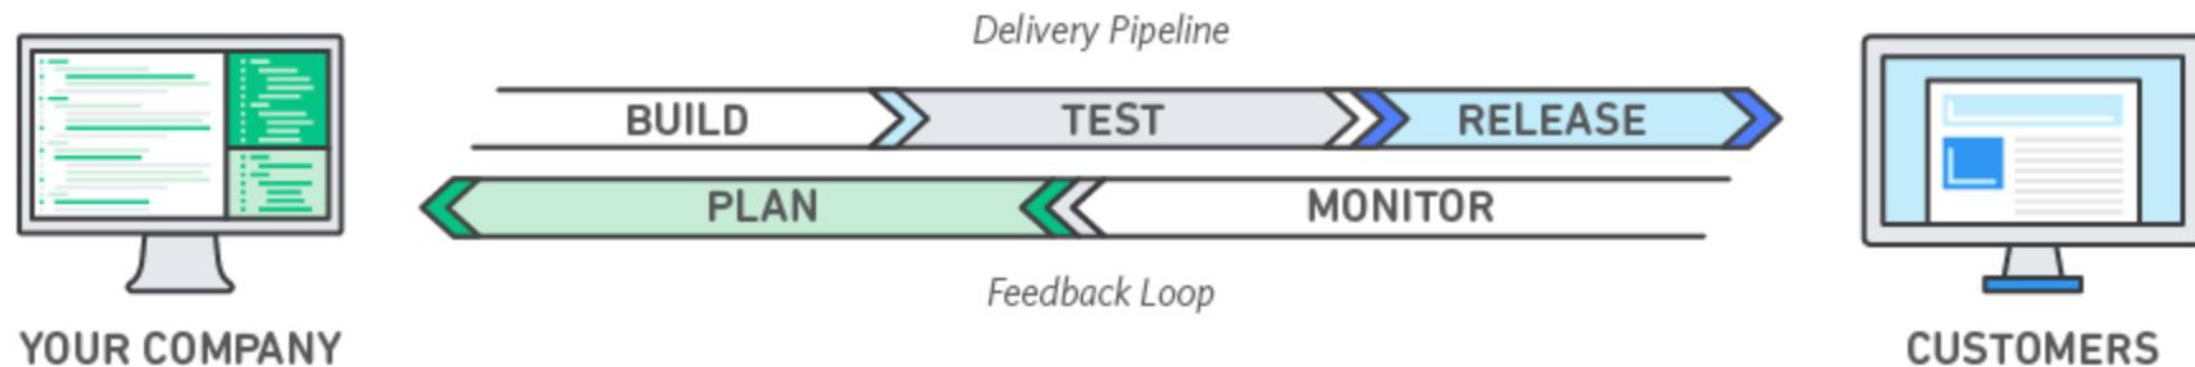 Delivery Pipeline
BUILD TEST RELEASE
PLAN MONITOR
Feedback Loop
YOUR COMPANY CUSTOMERS